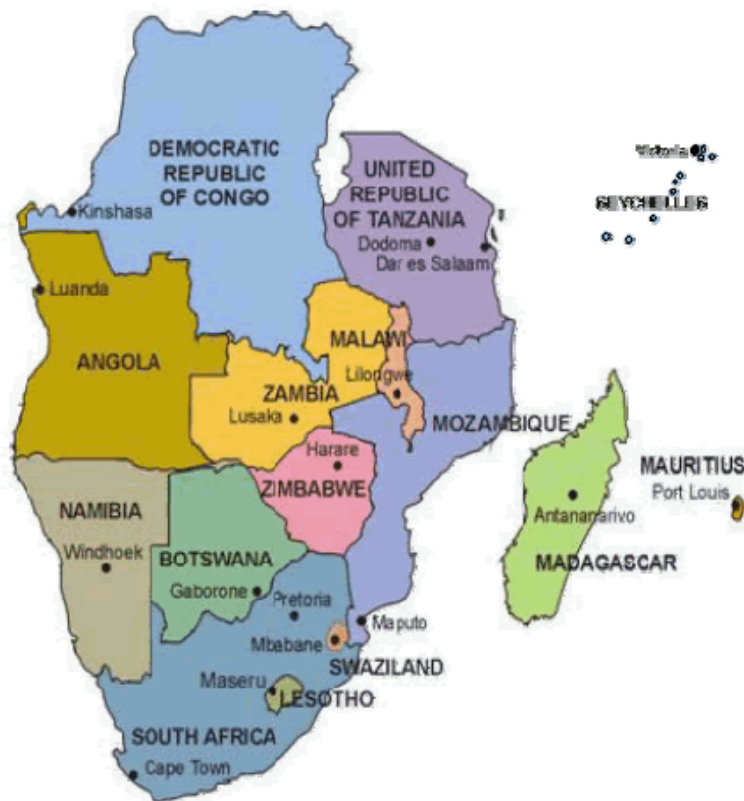 DEMOCRATIC
REPUBLIC
OF CONGO
Kinshasa
UNITED
REPUBLIC
OF TANZANIA
Dodoma
Dar es Salaam
Victoria
SEYCHELLES
Luanda
ANGOLA
MALAWI
Lilongwe
ZAMBIA
Lusaka
MOZAMBIQUE
Harare
ZIMBABWE
MAURITIUS
Port Louis
Antananarivo
MADAGASCAR
NAMIBIA
Windhoek
BOTSWANA
Gaborone
Pretoria
Mbabane
Maputo
SWAZILAND
Maseru
LESOTHO
SOUTH AFRICA
Cape Town